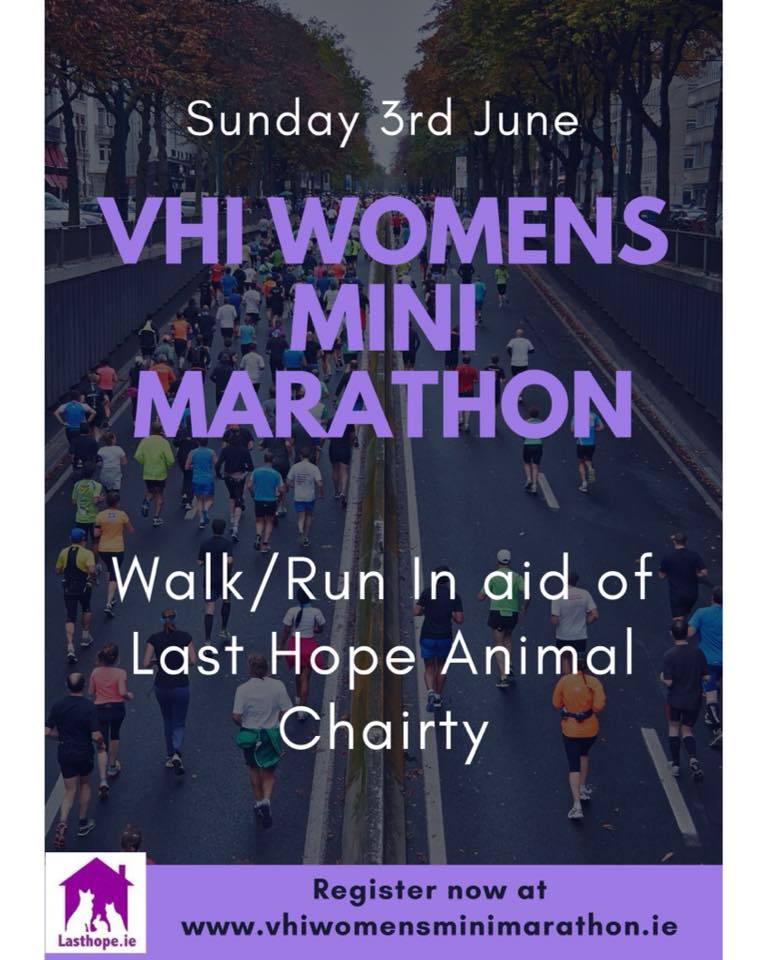 Sunday 3rd June
VHI WOMENS
MINI
MARATHON
Walk/Run In aid of
Last Hope Animal
Chairty
Register now at
www.vhiwomensminimarathon.ie
Lasthope.ie